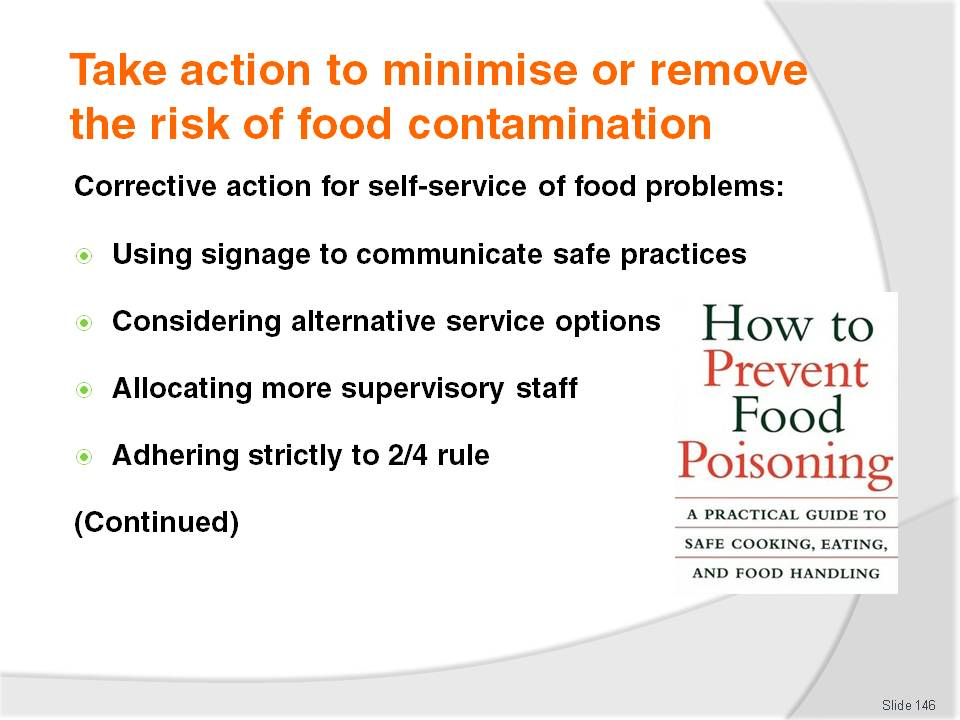 Take action to minimise or remove
the risk of food contamination
Corrective action for self-service of food problems:
Using signage to communicate safe practices
Considering alternative service options
Allocating more supervisory staff
Adhering strictly to 2/4 rule
(Continued)
How to
Prevent
Food
Poisoning
A PRACTICAL GUIDE TO
SAFE COOKING, EATING,
AND FOOD HANDLING
Slide 146